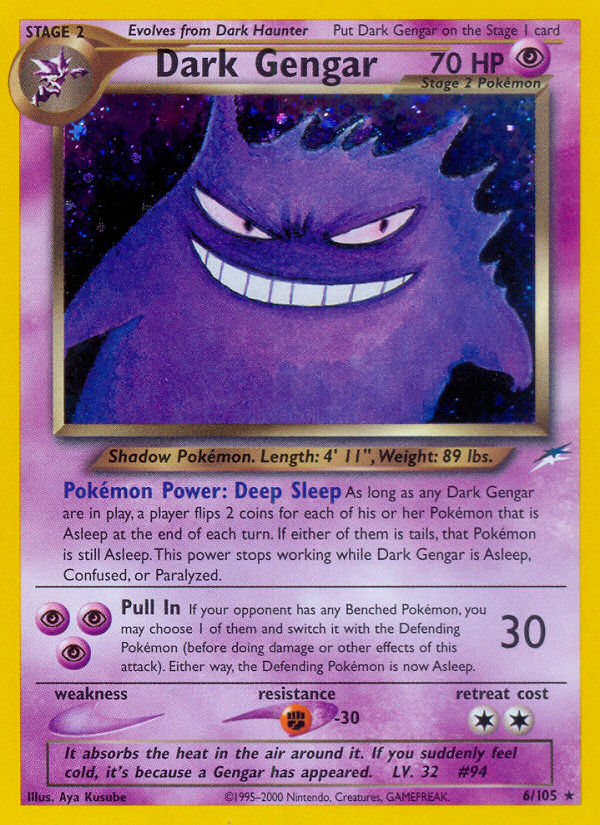 STAGE 2
Evolves from Dark Haunter
Put Dark Gengar on the Stage 1 card
Dark Gengar
70 HP
Stage 2 Pokémon
Shadow Pokémon. Length: 4' 11", Weight: 89 lbs.
Pokémon Power: Deep Sleep As long as any Dark Gengar
are in play, a player flips 2 coins for each of his or her Pokémon that is
Asleep at the end of each turn. If either of them is tails, that Pokémon
is still Asleep. This power stops working while Dark Gengar is Asleep,
Confused, or Paralyzed.
Pull In If your opponent has any Benched Pokémon, you
may choose 1 of them and switch it with the Defending
Pokémon (before doing damage or other effects of this
attack). Either way, the Defending Pokémon is now Asleep.
30
weakness
resistance
retreat cost
-30
It absorbs the heat in the air around it. If you suddenly feel
cold, it's because a Gengar has appeared. LV. 32 #94
Illus. Aya Kusube
©1995-2000 Nintendo, Creatures, GAMEFREAK.
6/105 ★